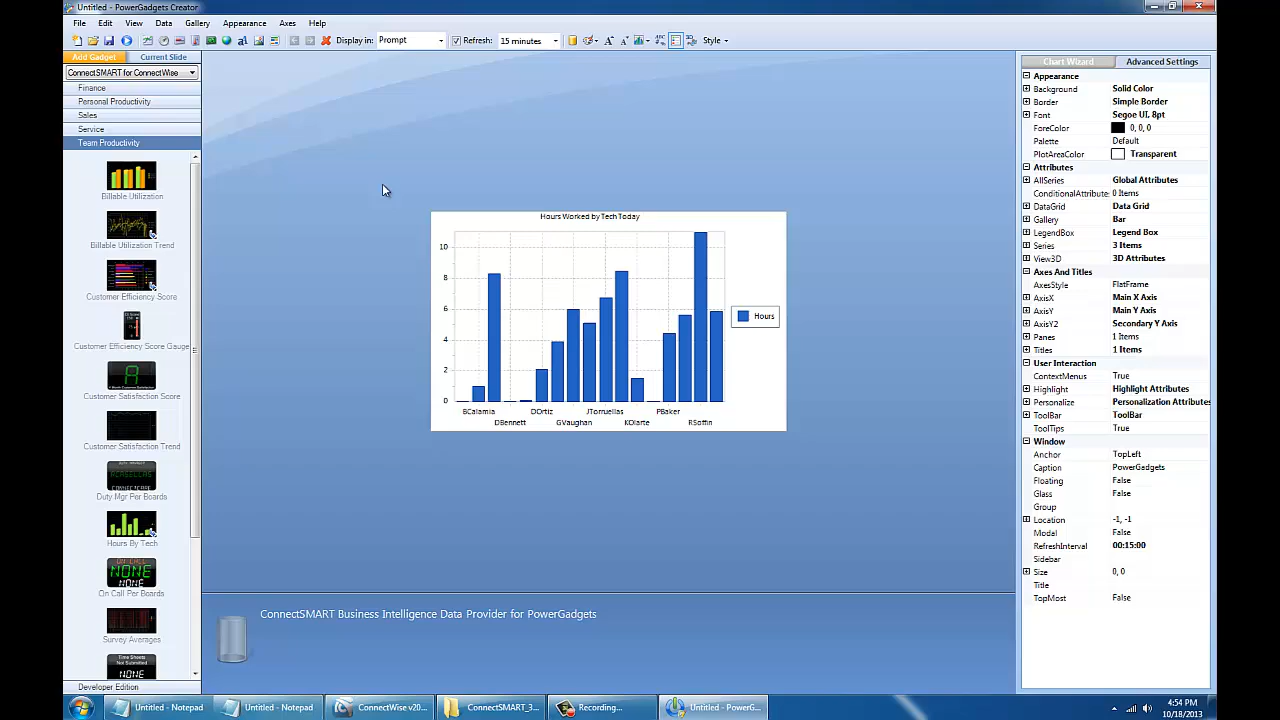 Untitled - PowerGadgets Creator
File Edit View Data Gallery Appearance Axes Help
Display in: Prompt Refresh: 15 minutes Style
Add Gadget Current Slide
ConnectSMART for ConnectWise
Finance
Personal Productivity
Sales
Service
Team Productivity
Billable Utilization
Billable Utilization Trend
Customer Efficiency Score
Customer Efficiency Score Gauge
A
Customer Satisfaction Score
Customer Satisfaction Trend
Duty Mgr Per Boards
Hours By Tech
ON CALL
NONE
NONE
On Call Per Boards
Survey Averages
Time Sheets
Not Submitted
NONE
Developer Edition
Hours Worked by Tech Today
10
8
6
4
2
0
BCalamia DOrtiz JTorruellas PBaker
DBennett GVaughan KOlarte RSoffin
Hours
ConnectSMART Business Intelligence Data Provider for PowerGadgets
Chart Wizard Advanced Settings
Appearance
Background Solid Color
Border Simple Border
Font Segoe UI, 8pt
ForeColor 0, 0, 0
Palette Default
PlotAreaColor Transparent
Attributes
AllSeries Global Attributes
ConditionalAttribute: 0 Items
DataGrid Data Grid
Gallery Bar
LegendBox Legend Box
Series 3 Items
View3D 3D Attributes
Axes And Titles
AxesStyle FlatFrame
AxisX Main X Axis
AxisY Main Y Axis
AxisY2 Secondary Y Axis
Panes 1 Items
Titles 1 Items
User Interaction
ContextMenus True
Highlight Highlight Attributes
Personalize Personalization Attributes
ToolBar ToolBar
ToolTips True
Window
Anchor TopLeft
Caption PowerGadgets
Floating False
Glass False
Group
Location -1, -1
Modal False
RefreshInterval 00:15:00
Sidebar
Size 0, 0
Title
TopMost False
Untitled - Notepad Untitled - Notepad ConnectWise v20... ConnectSMART_3... Recording... Untitled - PowerG...
4:54 PM
10/18/2013